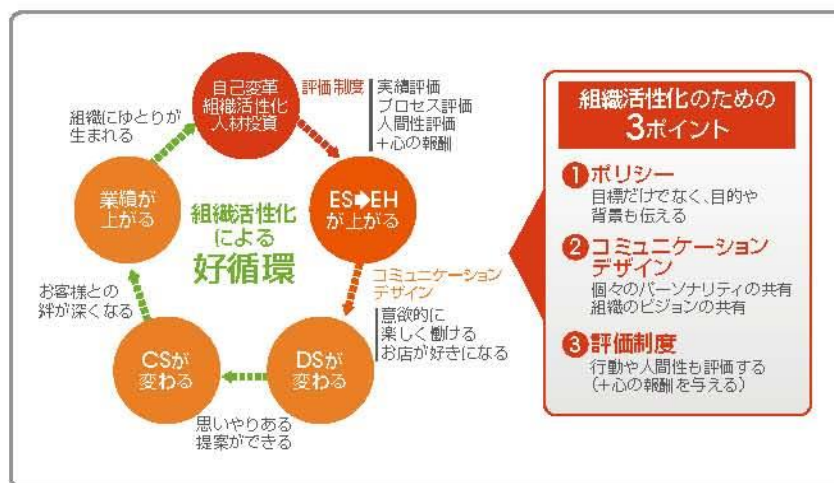 自己変革
組織活性化
人材投資
評価制度
実績評価
プロセス評価
人間性評価
+心の報酬
ES➡EH
が上がる
コミュニケーション
デザイン
意欲的に
楽しく働ける
お店が好きになる
DSが
変わる
思いやりある
提案ができる
CSが
変わる
お客様との
絆が深くなる
業績が
上がる
組織にゆとりが
生まれる
組織活性化
による
好循環
組織活性化のための
3ポイント
1 ポリシー
目標だけでなく、目的や
背景も伝える
2 コミュニケーション
デザイン
個々のパーソナリティの共有
組織のビジョンの共有
3 評価制度
行動や人間性も評価する
(+心の報酬を与える)